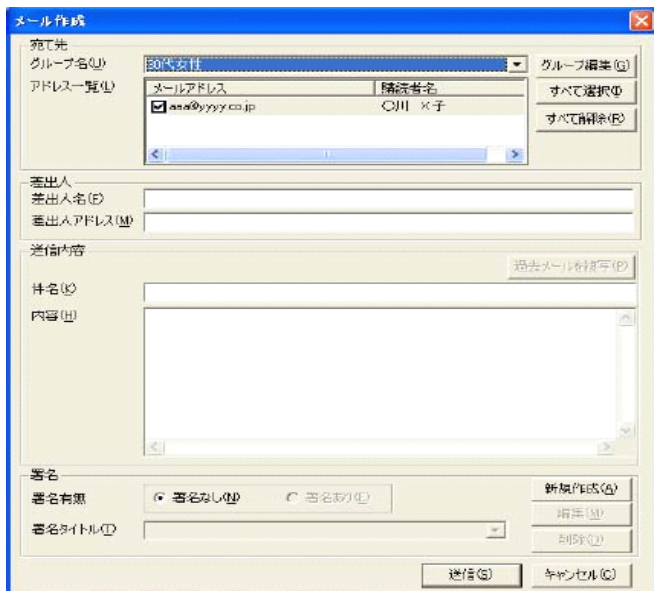 メール作成
宛て先
グループ名(U)
30代女性
グループ編集(G)
アドレス一覧(L)
メールアドレス
購読者名
すべて選択(I)
aaa@yyyy.co.jp
〇川 ×子
すべて解除(R)
差出人
差出人名(F)
差出人アドレス(M)
送信内容
過去メールを複写(P)
件名(K)
内容(H)
署名
署名有無
署名なし(N)
署名あり(E)
新規作成(A)
編集(M)
署名タイトル(T)
削除(D)
送信(S)
キャンセル(C)